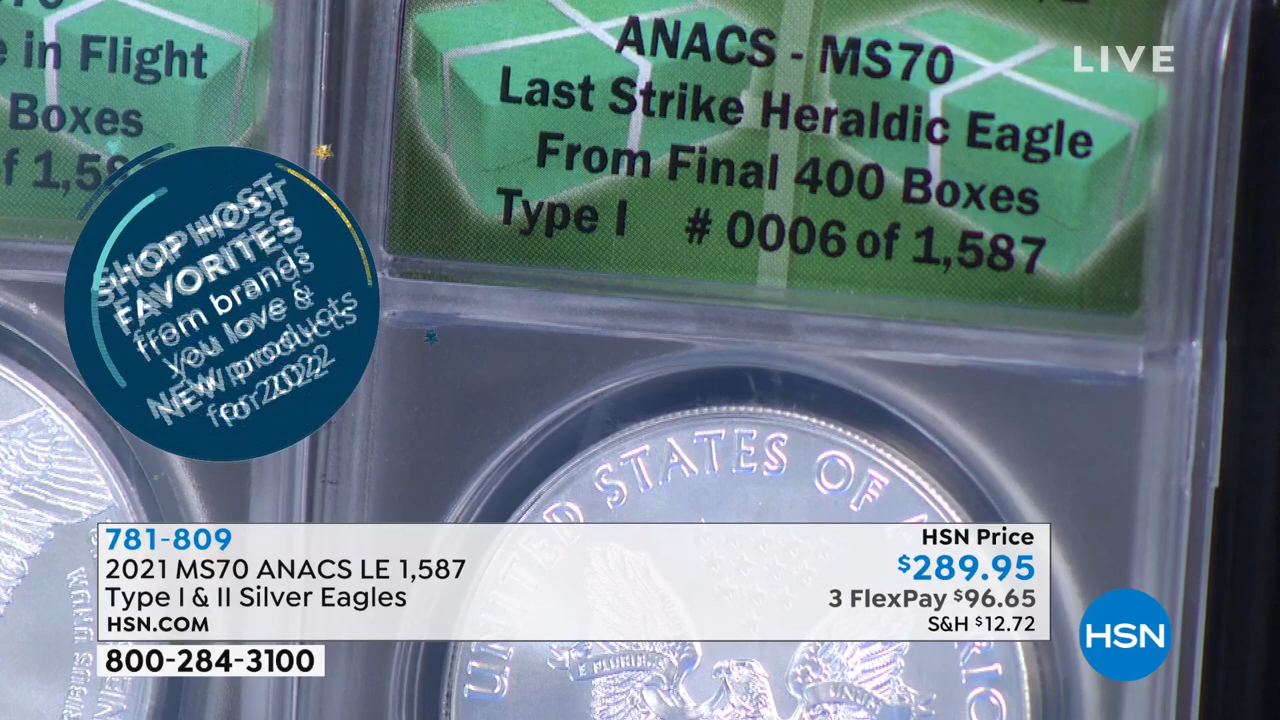 e in Flight
Boxes
ANACS - MS70
Last Strike Heraldic Eagle
From Final 400 Boxes
Type I # 0006 of 1,587
LIVE
SHOP HOST
FAVORITES
from brands
you love &
NEW products
for 2022
UNITED STATES OF
E PLURIBUS
781-809
2021 MS70 ANACS LE 1,587
Type I & II Silver Eagles
HSN.COM
800-284-3100
HSN Price
$289.95
3 FlexPay $96.65
S&H $12.72
HSN